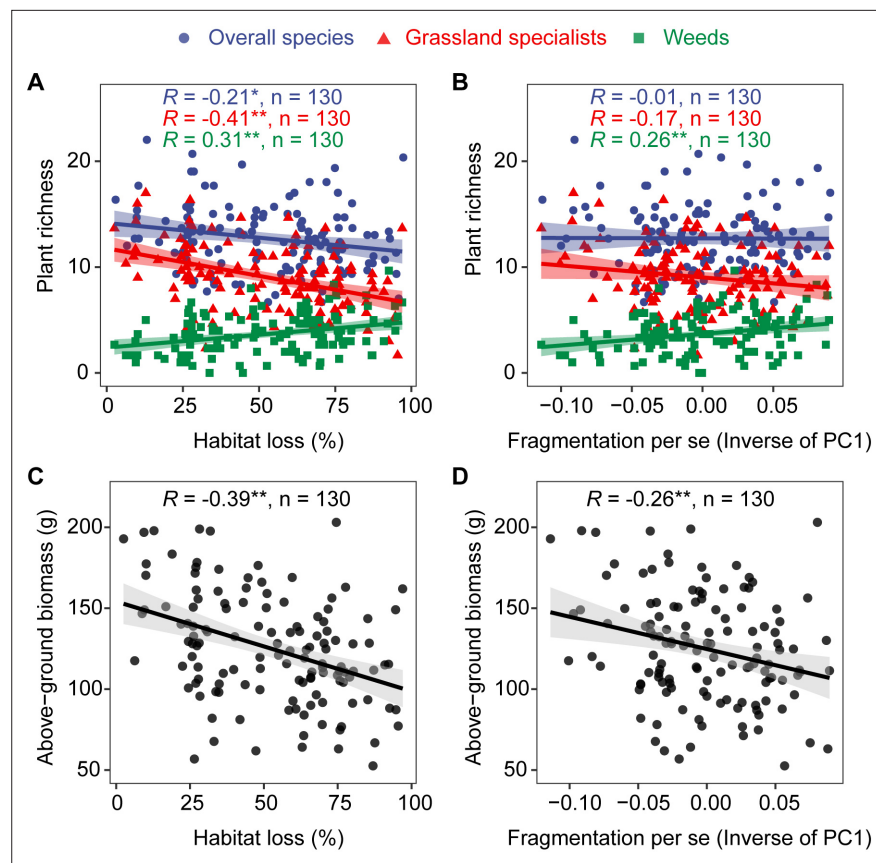 Overall species Grassland specialists Weeds
A B
R = -0.21*, n = 130 R = -0.01, n = 130
R = -0.41**, n = 130 R = -0.17, n = 130
R = 0.31**, n = 130 R = 0.26**, n = 130
Plant richness Plant richness
20 20
10 10
0 0
0 25 50 75 100 −0.10 −0.05 0.00 0.05
Habitat loss (%) Fragmentation per se (Inverse of PC1)
C D
R = -0.39**, n = 130 R = -0.26**, n = 130
Above−ground biomass (g) Above−ground biomass (g)
200 200
150 150
100 100
50 50
0 25 50 75 100 −0.10 −0.05 0.00 0.05
Habitat loss (%) Fragmentation per se (Inverse of PC1)